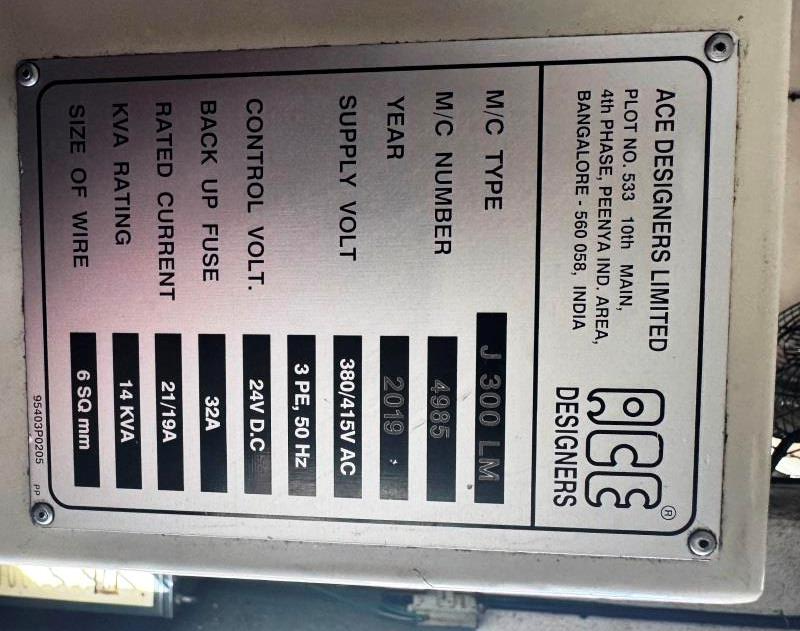 ACE DESIGNERS LIMITED
PLOT NO. 533 10th MAIN,
4th PHASE, PEENYA IND. AREA,
BANGALORE - 560 058, INDIA
ACE ®
DESIGNERS
M/C TYPE J 300 LM
M/C NUMBER 4985
YEAR 2019
SUPPLY VOLT 380/415V AC
3 PE, 50 Hz
CONTROL VOLT. 24V D.C
BACK UP FUSE 32A
RATED CURRENT 21/19A
KVA RATING 14 KVA
SIZE OF WIRE 6 SQ mm
95403P0205 PP